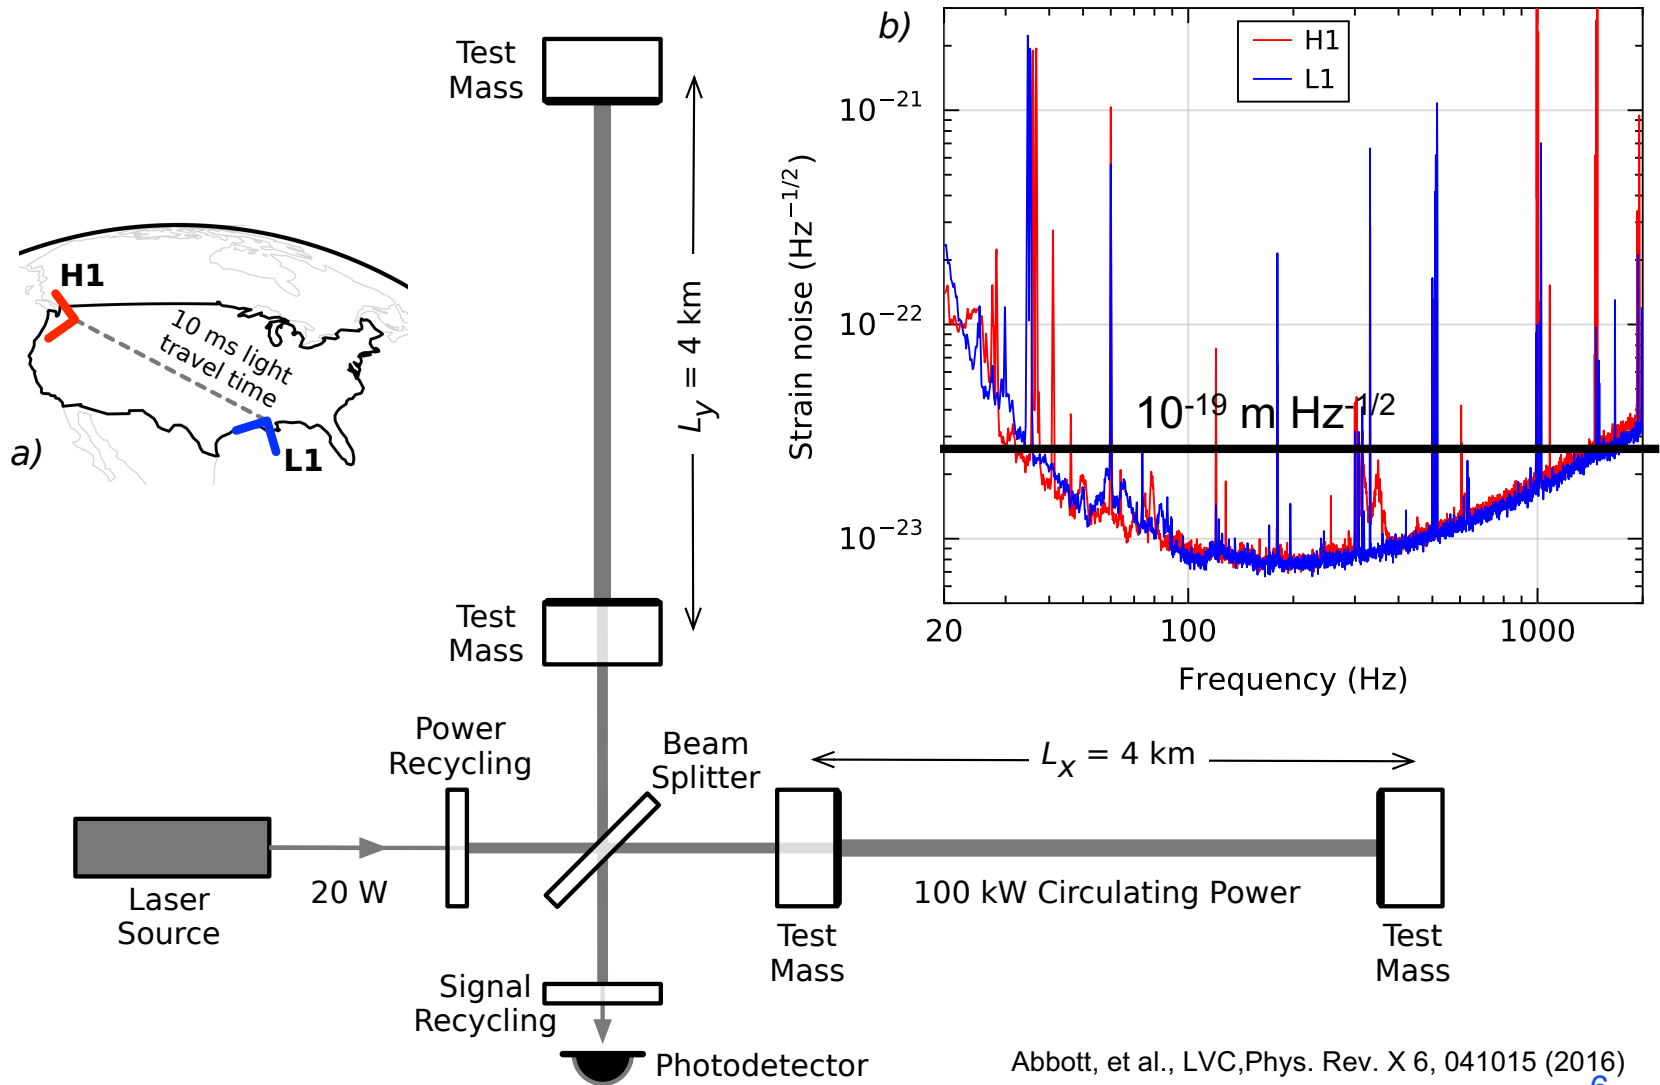 Test
Mass
L_y = 4 km
Test
Mass
H1
10 ms light
travel time
L1
a)
b)
H1
L1
Strain noise (Hz^{-1/2})
10^{-21}
10^{-22}
10^{-23}
10^{-19} m Hz^{-1/2}
20
100
1000
Frequency (Hz)
Power
Recycling
Beam
Splitter
L_x = 4 km
Laser
Source
20 W
100 kW Circulating Power
Test
Mass
Test
Mass
Signal
Recycling
Photodetector
Abbott, et al., LVC,Phys. Rev. X 6, 041015 (2016)
6